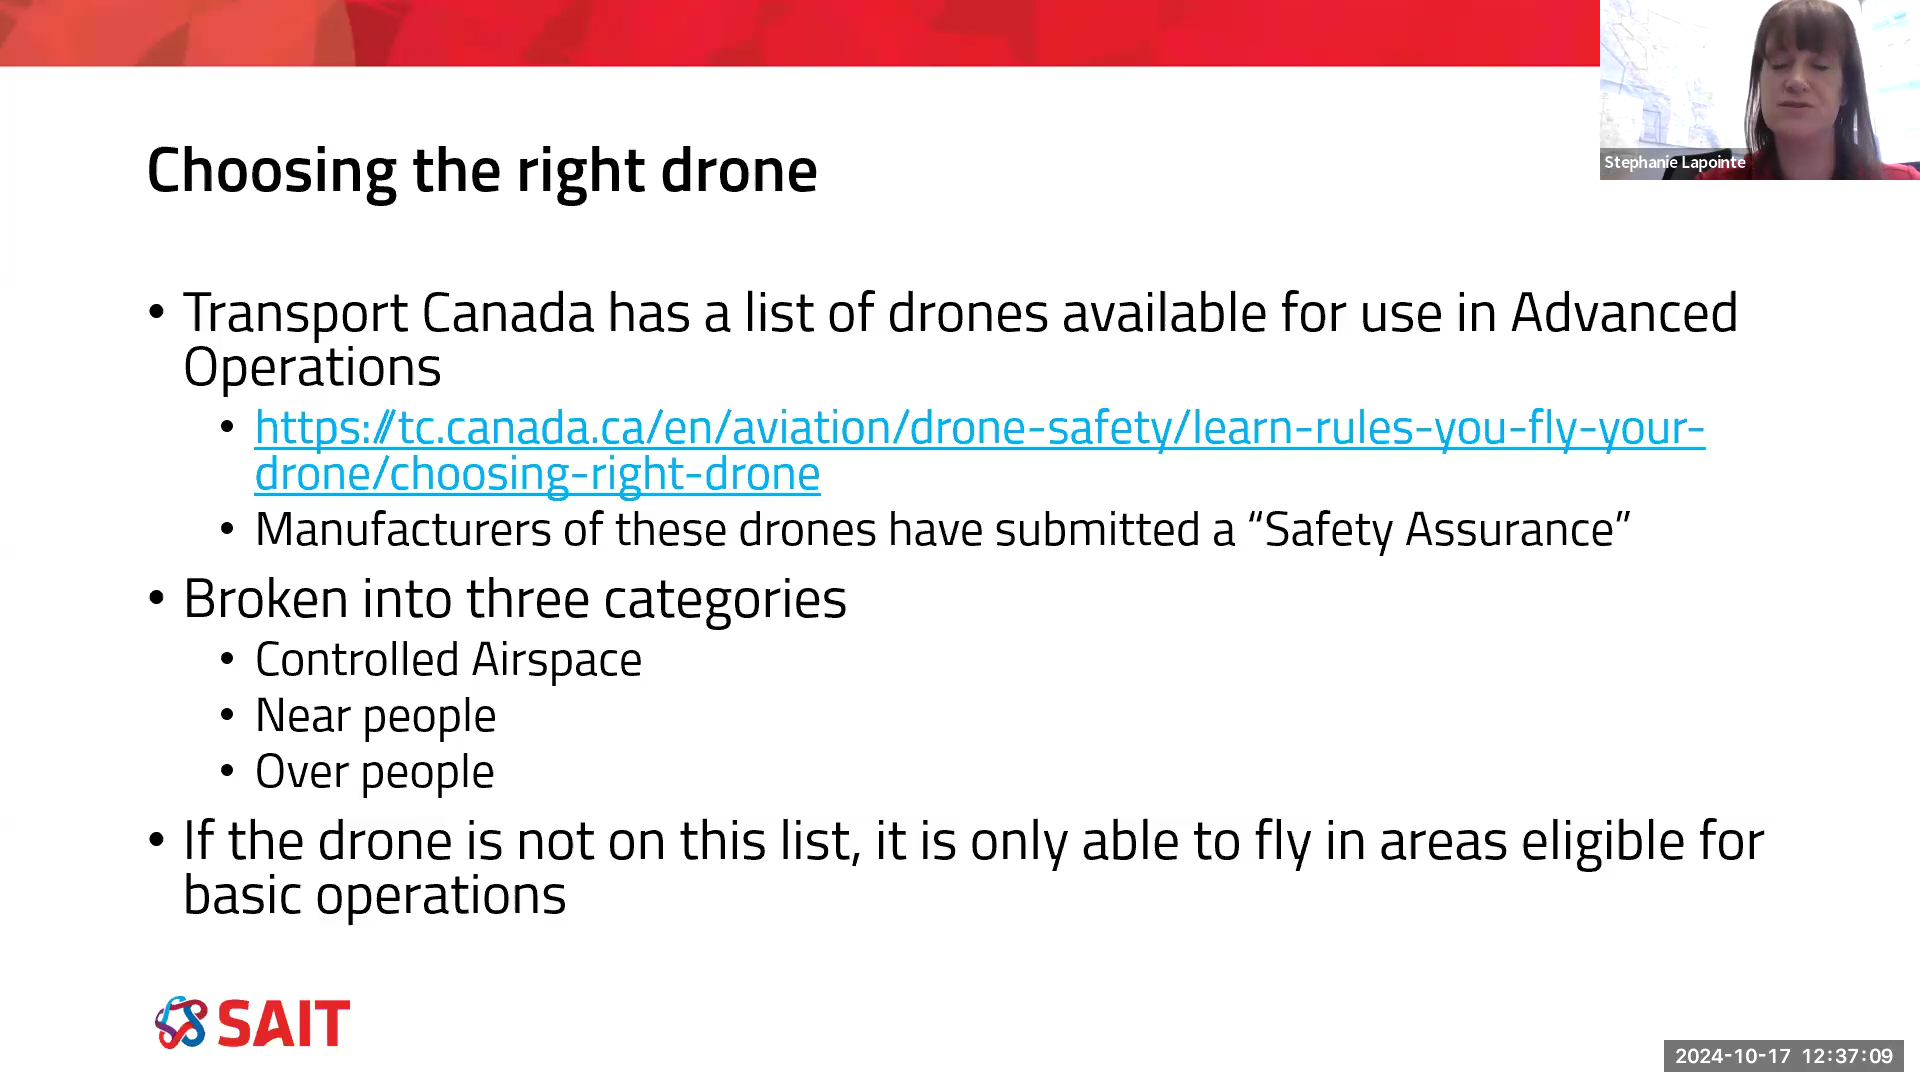 Stephanie Lapointe
Choosing the right drone
• Transport Canada has a list of drones available for use in Advanced
Operations
• https://tc.canada.ca/en/aviation/drone-safety/learn-rules-you-fly-your-
drone/choosing-right-drone
• Manufacturers of these drones have submitted a “Safety Assurance”
• Broken into three categories
• Controlled Airspace
• Near people
• Over people
• If the drone is not on this list, it is only able to fly in areas eligible for
basic operations
SAIT
2024-10-17 12:37:09